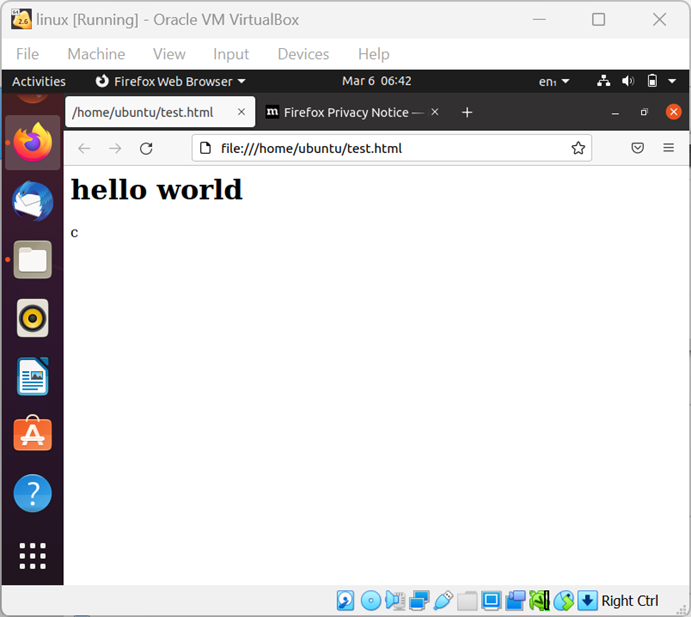 linux [Running] - Oracle VM VirtualBox
File Machine View Input Devices Help
Activities Firefox Web Browser Mar 6 06:42 en₁
/home/ubuntu/test.html Firefox Privacy Notice —
file:///home/ubuntu/test.html
hello world
c
Right Ctrl